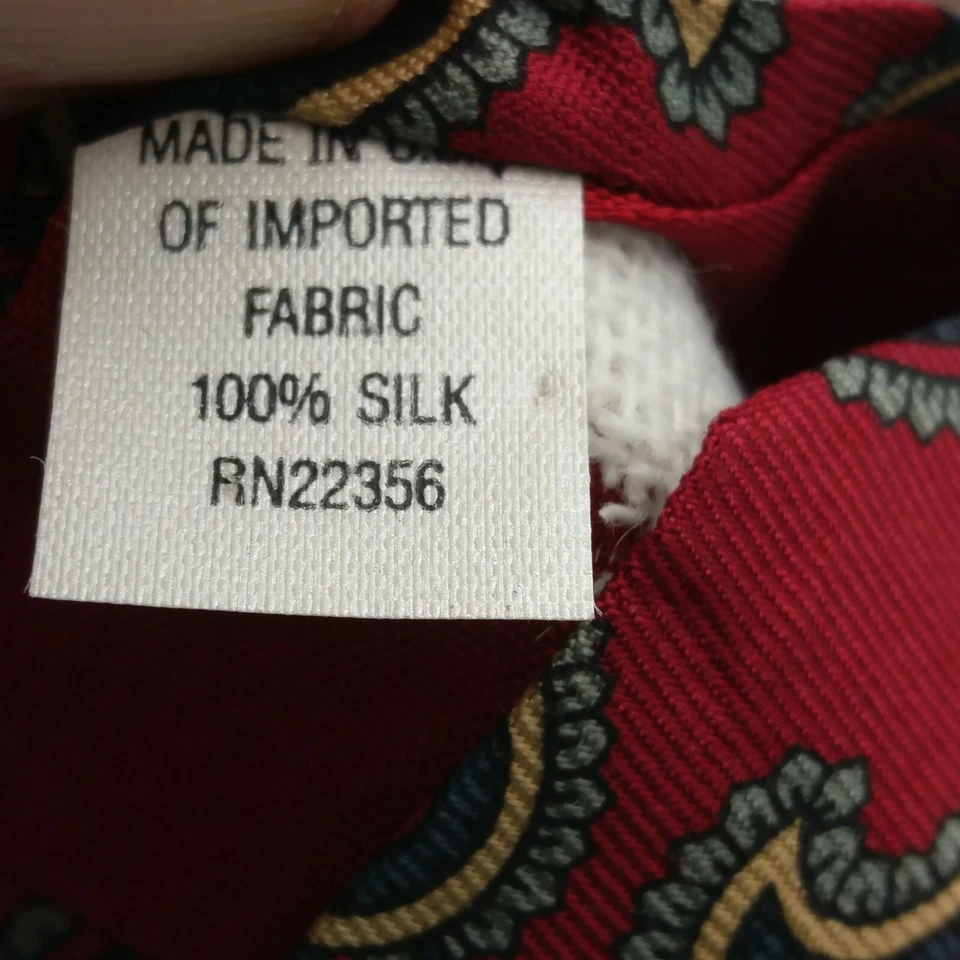 MADE IN U.S.A.
OF IMPORTED
FABRIC
100% SILK
RN22356